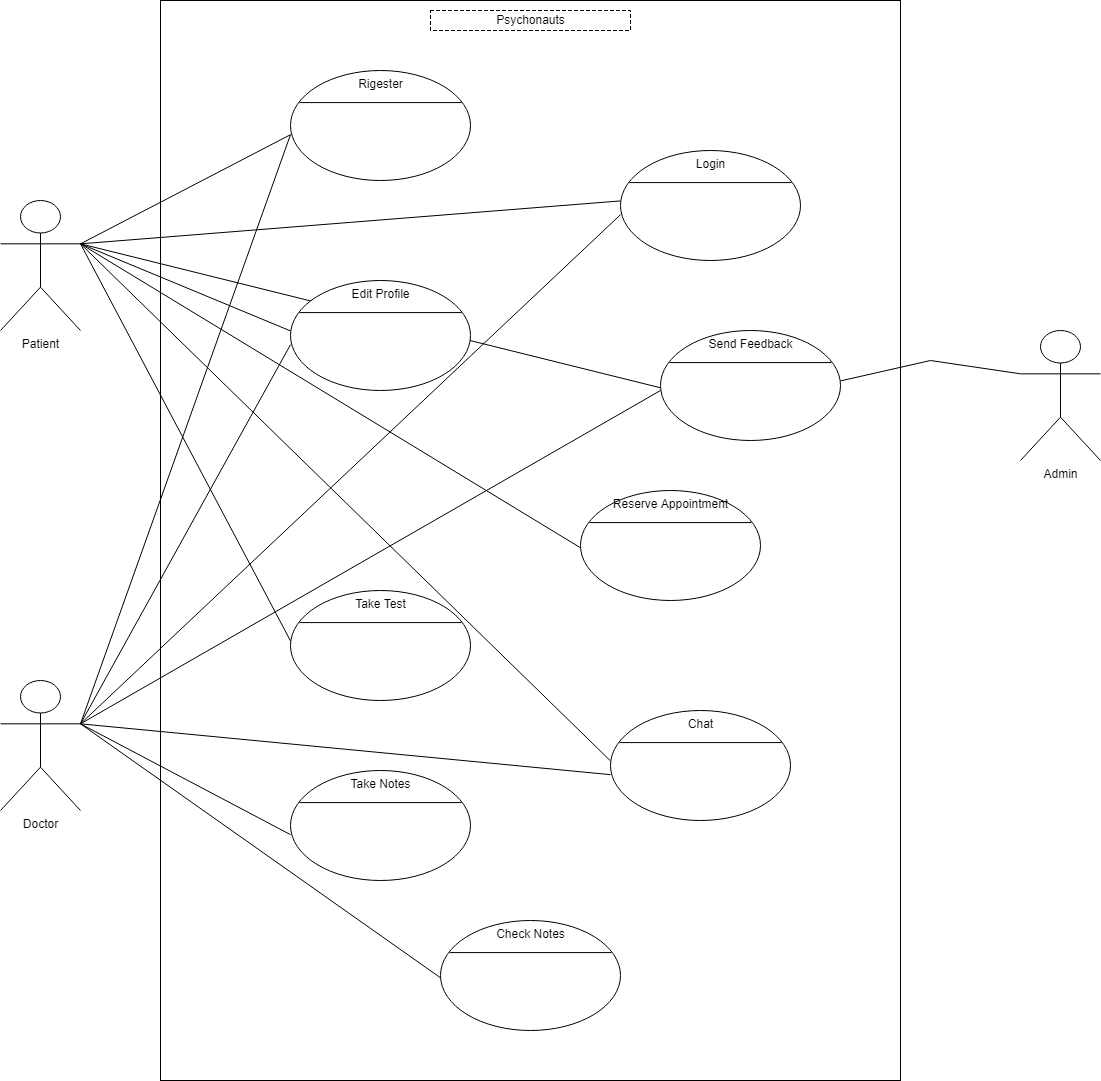 Psychonauts
Rigester
Login
Patient
Edit Profile
Send Feedback
Admin
Reserve Appointment
Take Test
Chat
Doctor
Take Notes
Check Notes